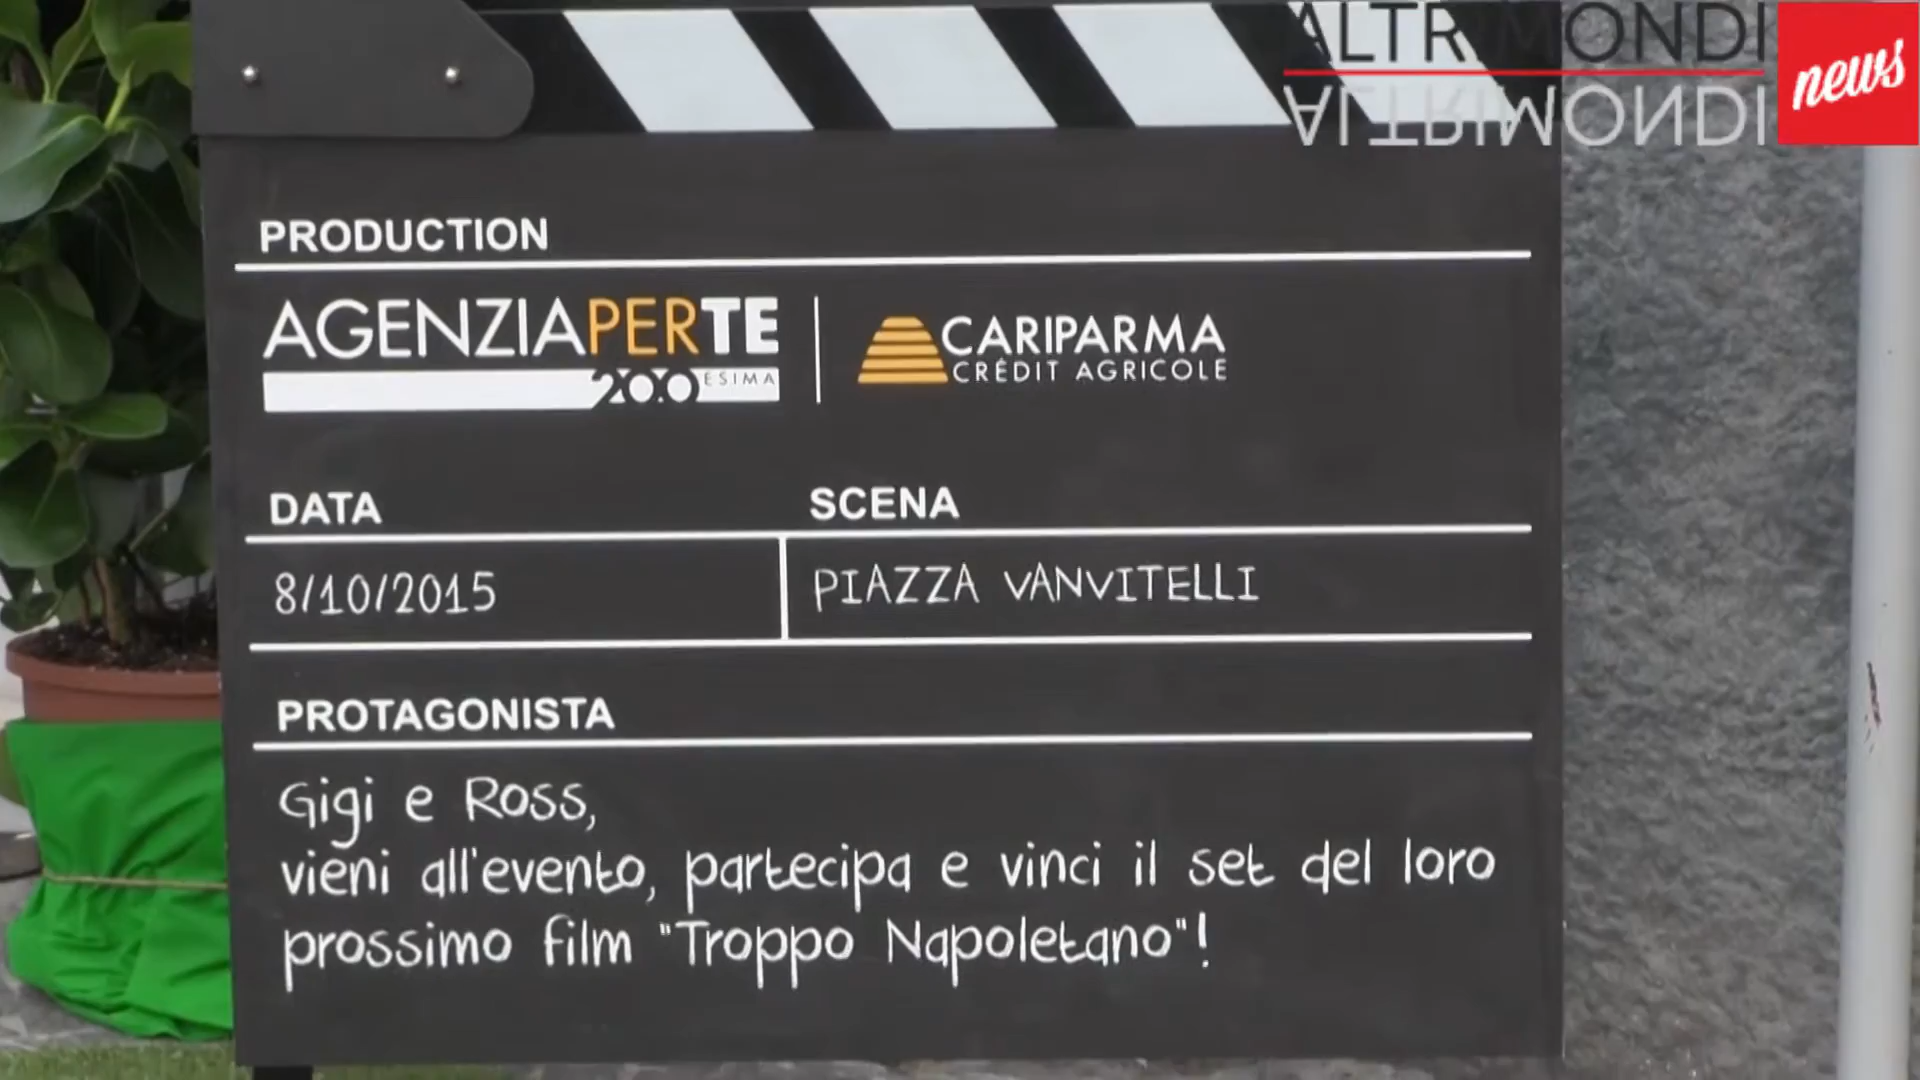 ALTRIMONDI
news
ALTRIMONDI
PRODUCTION
AGENZIAPERTE
200ESIMA
CARIPARMA
CRÉDIT AGRICOLE
DATA
SCENA
8/10/2015
PIAZZA VANVITELLI
PROTAGONISTA
Gigi e Ross,
vieni all'evento, partecipa e vinci il set del loro
prossimo film "Troppo Napoletano"!